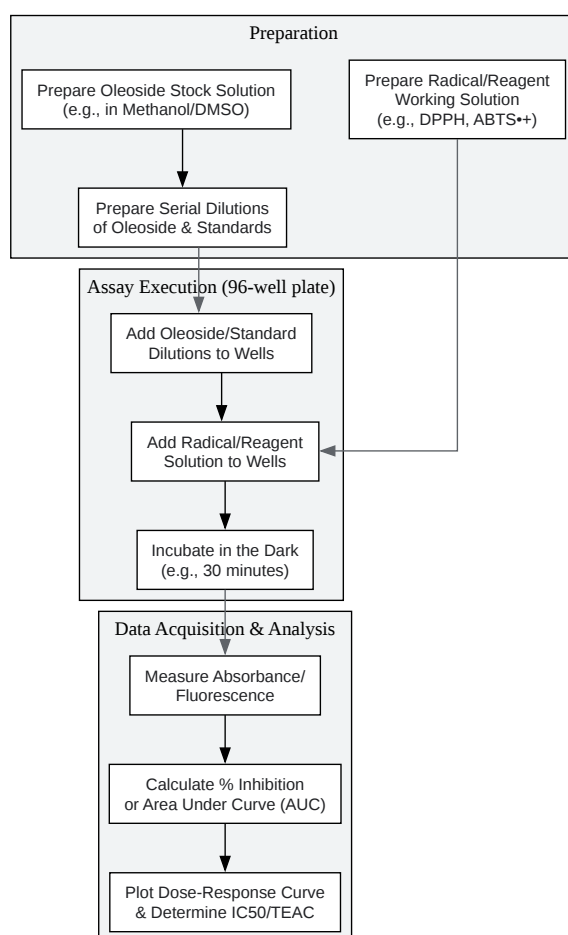 Preparation
Prepare Oleoside Stock Solution
(e.g., in Methanol/DMSO)
Prepare Radical/Reagent
Working Solution
(e.g., DPPH, ABTS•+)
Prepare Serial Dilutions
of Oleoside & Standards
Assay Execution (96-well plate)
Add Oleoside/Standard
Dilutions to Wells
Add Radical/Reagent
Solution to Wells
Incubate in the Dark
(e.g., 30 minutes)
Data Acquisition & Analysis
Measure Absorbance/
Fluorescence
Calculate % Inhibition
or Area Under Curve (AUC)
Plot Dose-Response Curve
& Determine IC50/TEAC